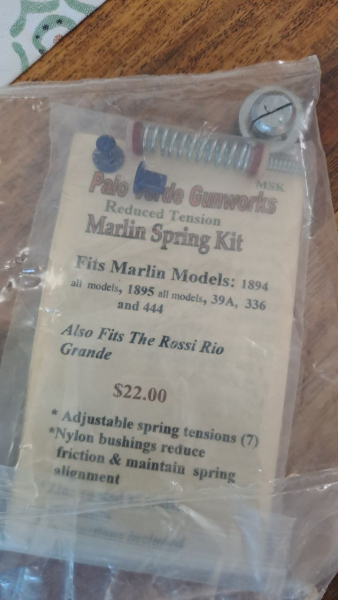 Palo Verde Gunworks
MSK
Reduced Tension
Marlin Spring Kit
Fits Marlin Models: 1894
all models, 1895 all models, 39A, 336
and 444
Also Fits The Rossi Rio
Grande
$22.00
* Adjustable spring tensions (7)
*Nylon bushings reduce
friction & maintain spring
alignment